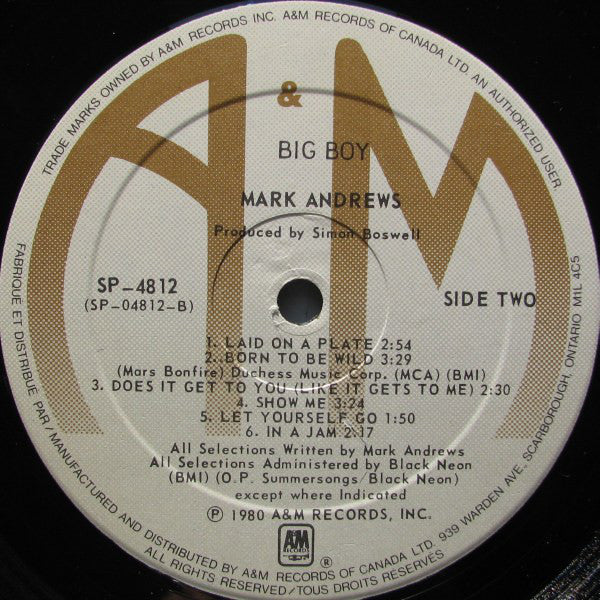 TRADE MARKS OWNED BY A&M RECORDS INC. A&M RECORDS OF CANADA LTD. AN AUTHORIZED USER.
A & M
BIG BOY
MARK ANDREWS
Produced by Simon Boswell
SP-4812
(SP-04812-B)
SIDE TWO
1. LAID ON A PLATE 2:54
2. BORN TO BE WILD 3:29
(Mars Bonfire) Duchess Music Corp. (MCA) (BMI)
3. DOES IT GET TO YOU (LIKE IT GETS TO ME) 2:30
4. SHOW ME 3:24
5. LET YOURSELF GO 1:50
6. IN A JAM 2:17
All Selections Written by Mark Andrews
All Selections Administered by Black Neon
(BMI) (O.P. Summersongs/Black Neon)
except where Indicated
℗ 1980 A&M RECORDS, INC.
A&M
RECORDS
®
FABRIQUÉ ET DISTRIBUÉ PAR/MANUFACTURED AND DISTRIBUTED BY A&M RECORDS OF CANADA LTD. 939 WARDEN AVE., SCARBOROUGH, ONTARIO M1L 4C5
ALL RIGHTS RESERVED/TOUS DROITS RESERVÉS